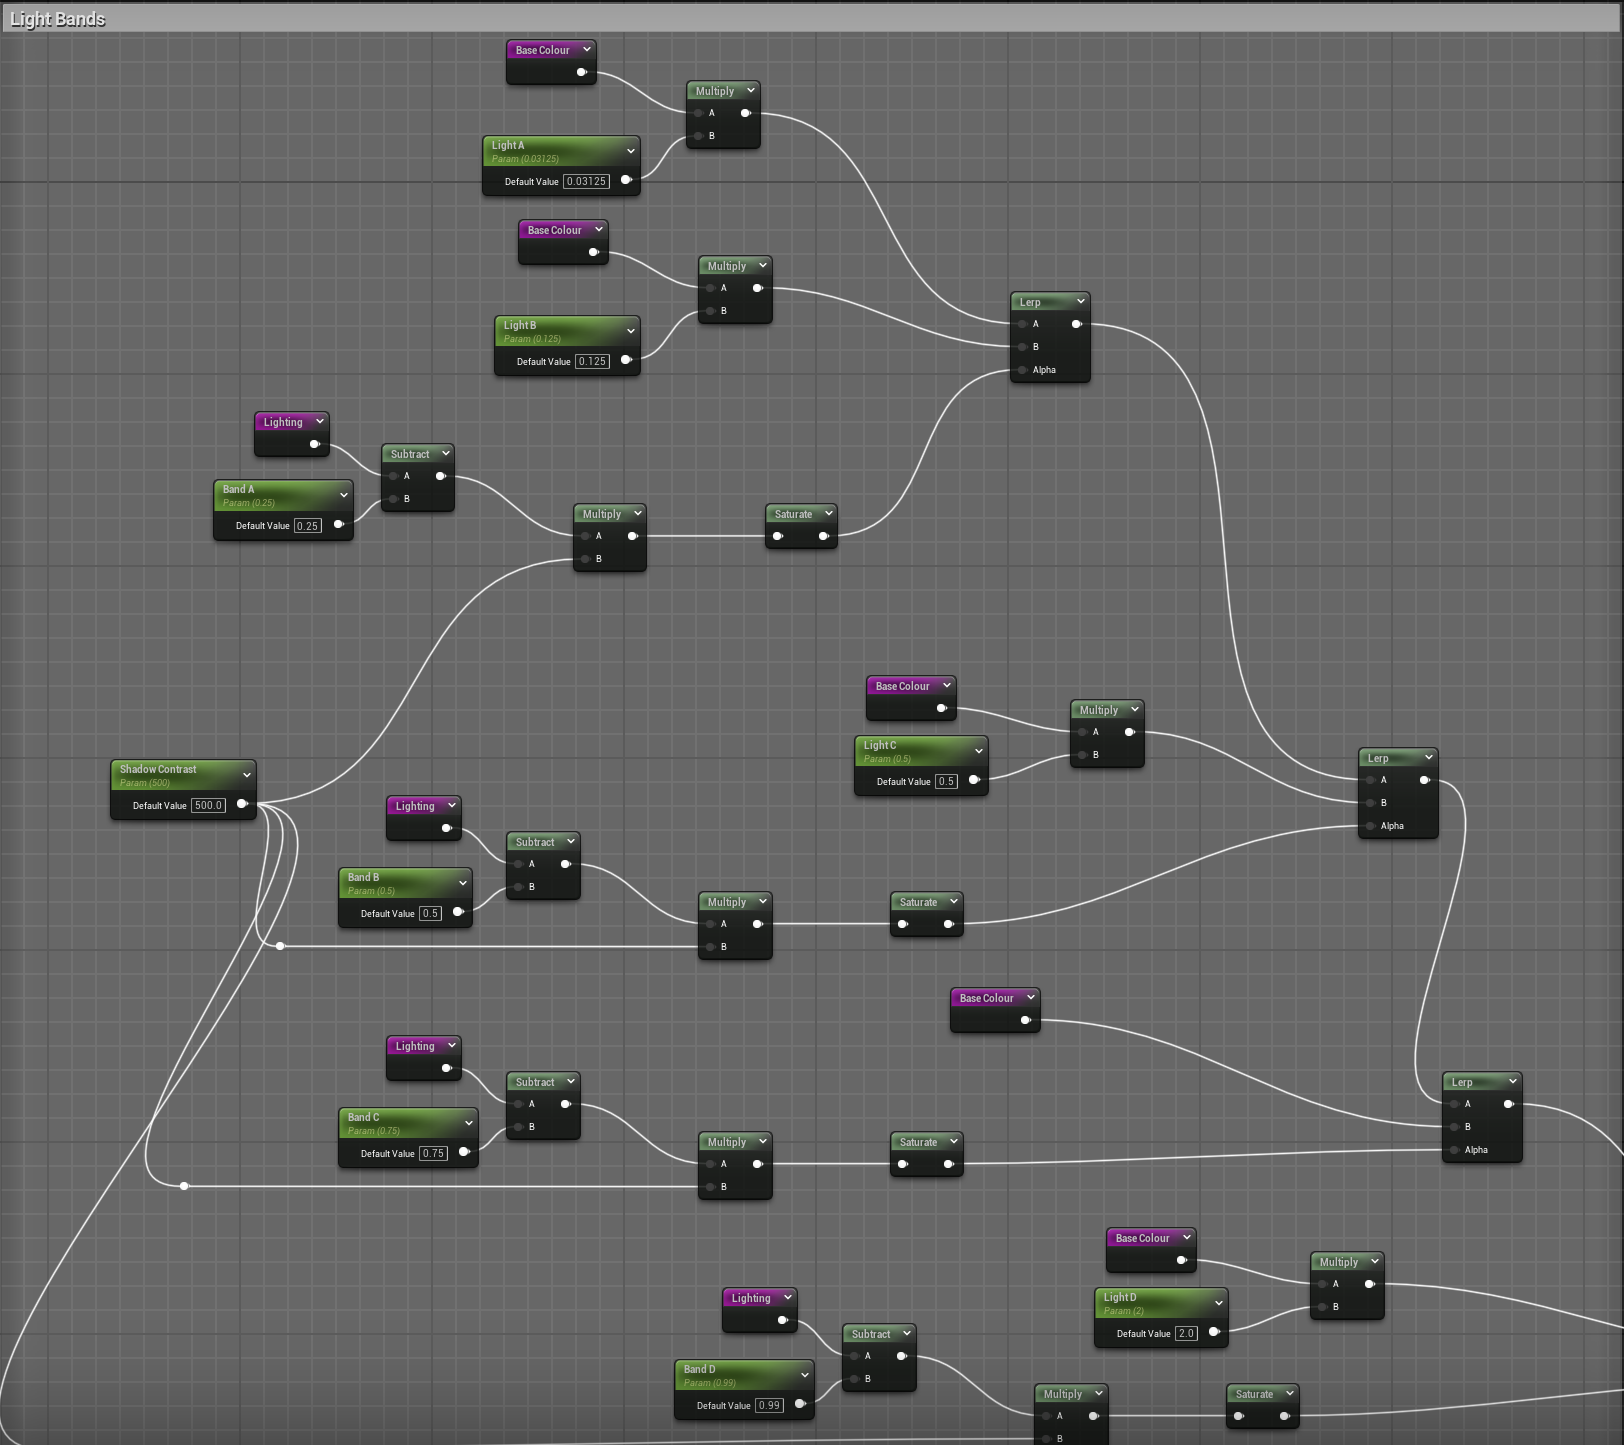 Light Bands
Base Colour
Multiply
A
B
Light A
Param (0.03125)
Default Value 0.03125
Base Colour
Multiply
A
B
Light B
Param (0.125)
Default Value 0.125
Lerp
A
B
Alpha
Lighting
Subtract
A
B
Band A
Param (0.25)
Default Value 0.25
Multiply
A
B
Saturate
Base Colour
Multiply
A
B
Light C
Param (0.5)
Default Value 0.5
Lerp
A
B
Alpha
Shadow Contrast
Param (500)
Default Value 500.0
Lighting
Subtract
A
B
Band B
Param (0.5)
Default Value 0.5
Multiply
A
B
Saturate
Base Colour
Lighting
Subtract
A
B
Band C
Param (0.75)
Default Value 0.75
Multiply
A
B
Saturate
Lerp
A
B
Alpha
Base Colour
Multiply
A
B
Light D
Param (2)
Default Value 2.0
Lighting
Subtract
A
B
Band D
Param (0.99)
Default Value 0.99
Multiply
A
B
Saturate